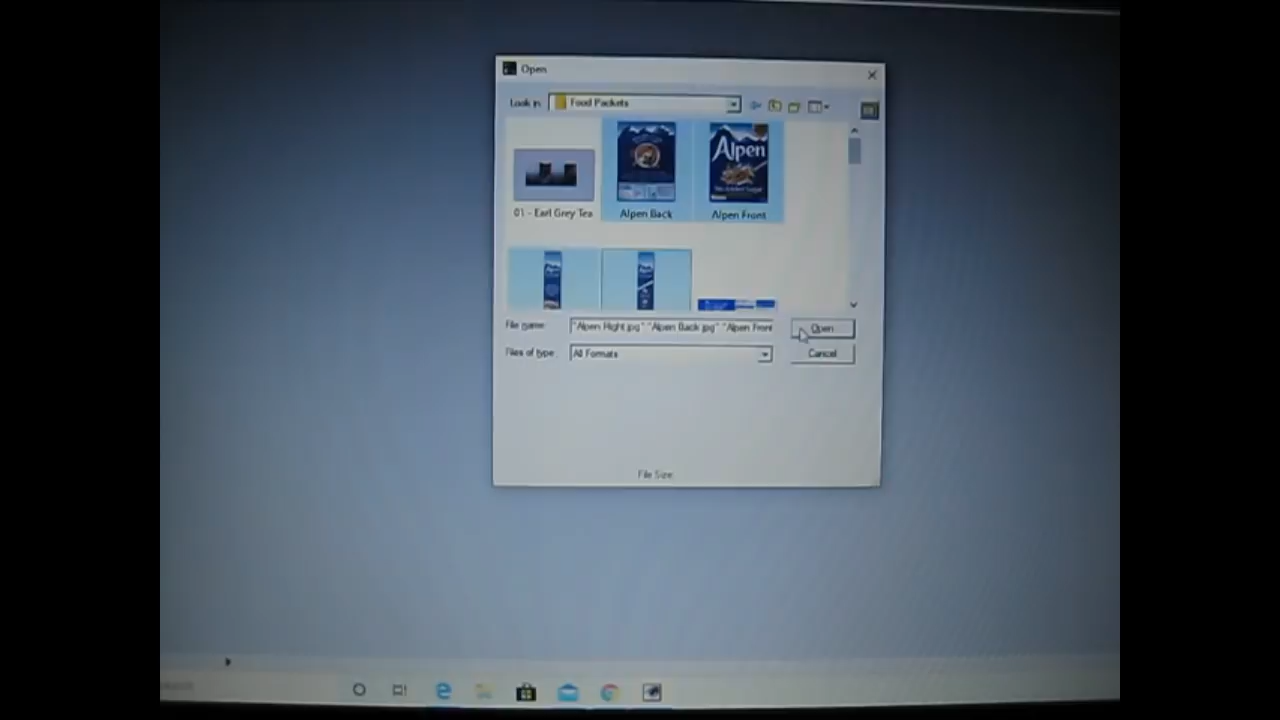 Open
Look in: Food Packets
Alpen
01 - Earl Grey Tea
Alpen Back
Alpen Front
File name:
"Alpen Right.jpg" "Alpen Back.jpg" "Alpen Front
Open
Files of type:
All Formats
Cancel
File Size: